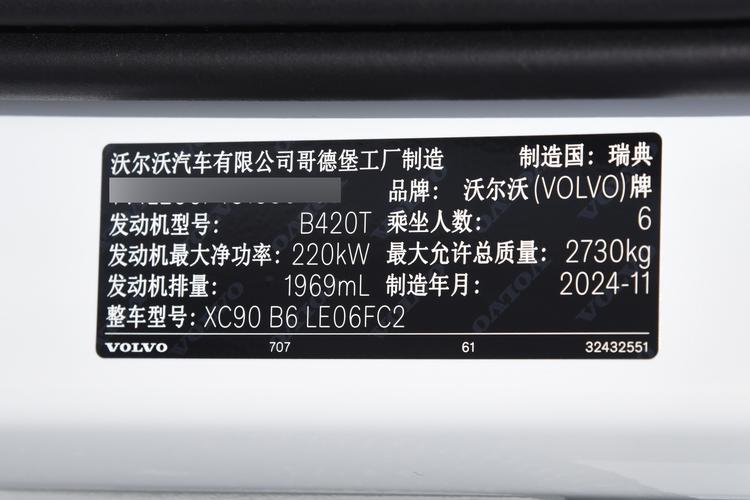 沃尔沃汽车有限公司哥德堡工厂制造 制造国：瑞典
品牌：沃尔沃(VOLVO)牌
发动机型号： B420T 乘坐人数： 6
发动机最大净功率：220kW 最大允许总质量：2730kg
发动机排量： 1969mL 制造年月： 2024-11
整车型号：XC90 B6 LE06FC2
VOLVO 707 61 32432551